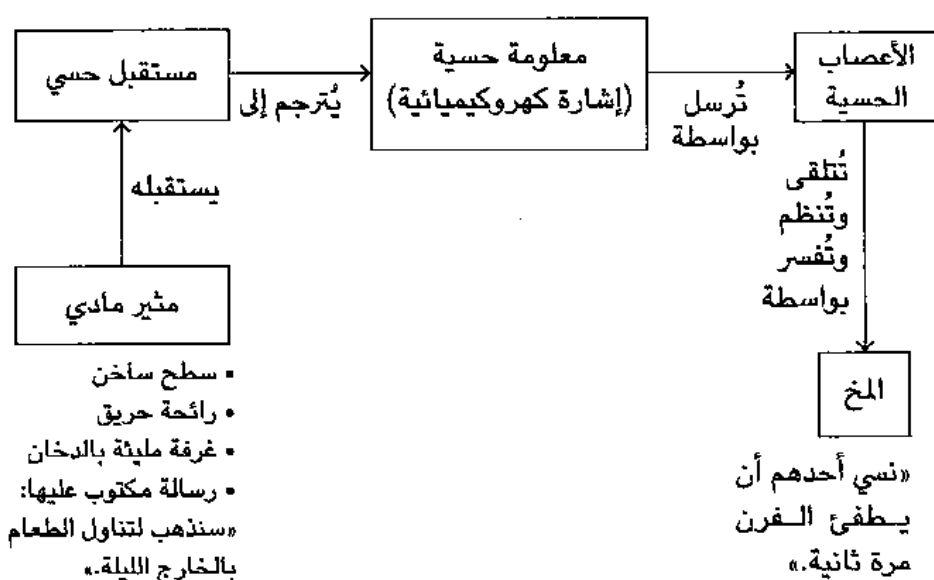 مثير مادي
• سطح ساخن
• رائحة حريق
• غرفة مليئة بالدخان
• رسالة مكتوب عليها:
«سنذهب لتناول الطعام
بالخارج الليلة.»
يستقبله
مستقبل حسي
يُترجم إلى
معلومة حسية
(إشارة كهروكيميائية)
تُرسل
بواسطة
الأعصاب
الحسية
تُتلقى
وتُنظم
وتُفسر
بواسطة
المخ
«نسي أحدهم أن
يطفئ الفرن
مرة ثانية.»